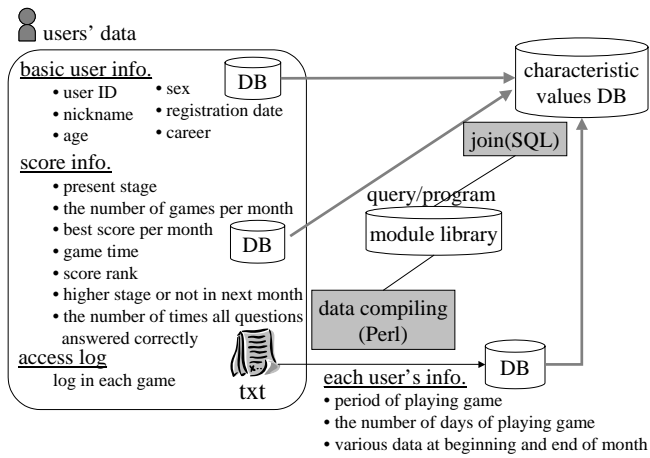 users' data
basic user info.
• user ID
• nickname
• age
• sex
• registration date
• career
DB
score info.
• present stage
• the number of games per month
• best score per month
• game time
• score rank
• higher stage or not in next month
• the number of times all questions
answered correctly
DB
access log
log in each game
txt
characteristic
values DB
join(SQL)
query/program
module library
data compiling
(Perl)
DB
each user's info.
• period of playing game
• the number of days of playing game
• various data at beginning and end of month